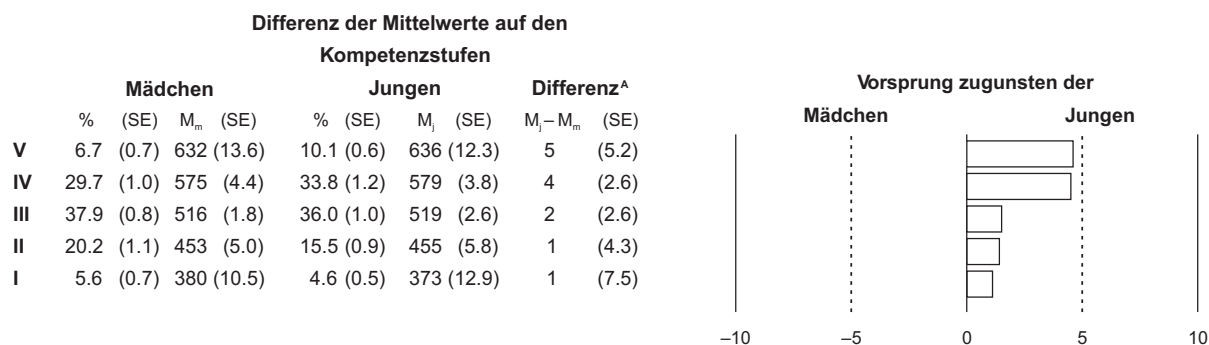 Differenz der Mittelwerte auf den
Kompetenzstufen
Mädchen Jungen Differenzᴬ
% (SE) Mm (SE) % (SE) Mj (SE) Mj – Mm (SE)
V 6.7 (0.7) 632 (13.6) 10.1 (0.6) 636 (12.3) 5 (5.2)
IV 29.7 (1.0) 575 (4.4) 33.8 (1.2) 579 (3.8) 4 (2.6)
III 37.9 (0.8) 516 (1.8) 36.0 (1.0) 519 (2.6) 2 (2.6)
II 20.2 (1.1) 453 (5.0) 15.5 (0.9) 455 (5.8) 1 (4.3)
I 5.6 (0.7) 380 (10.5) 4.6 (0.5) 373 (12.9) 1 (7.5)
Vorsprung zugunsten der
Mädchen Jungen
–10 –5 0 5 10